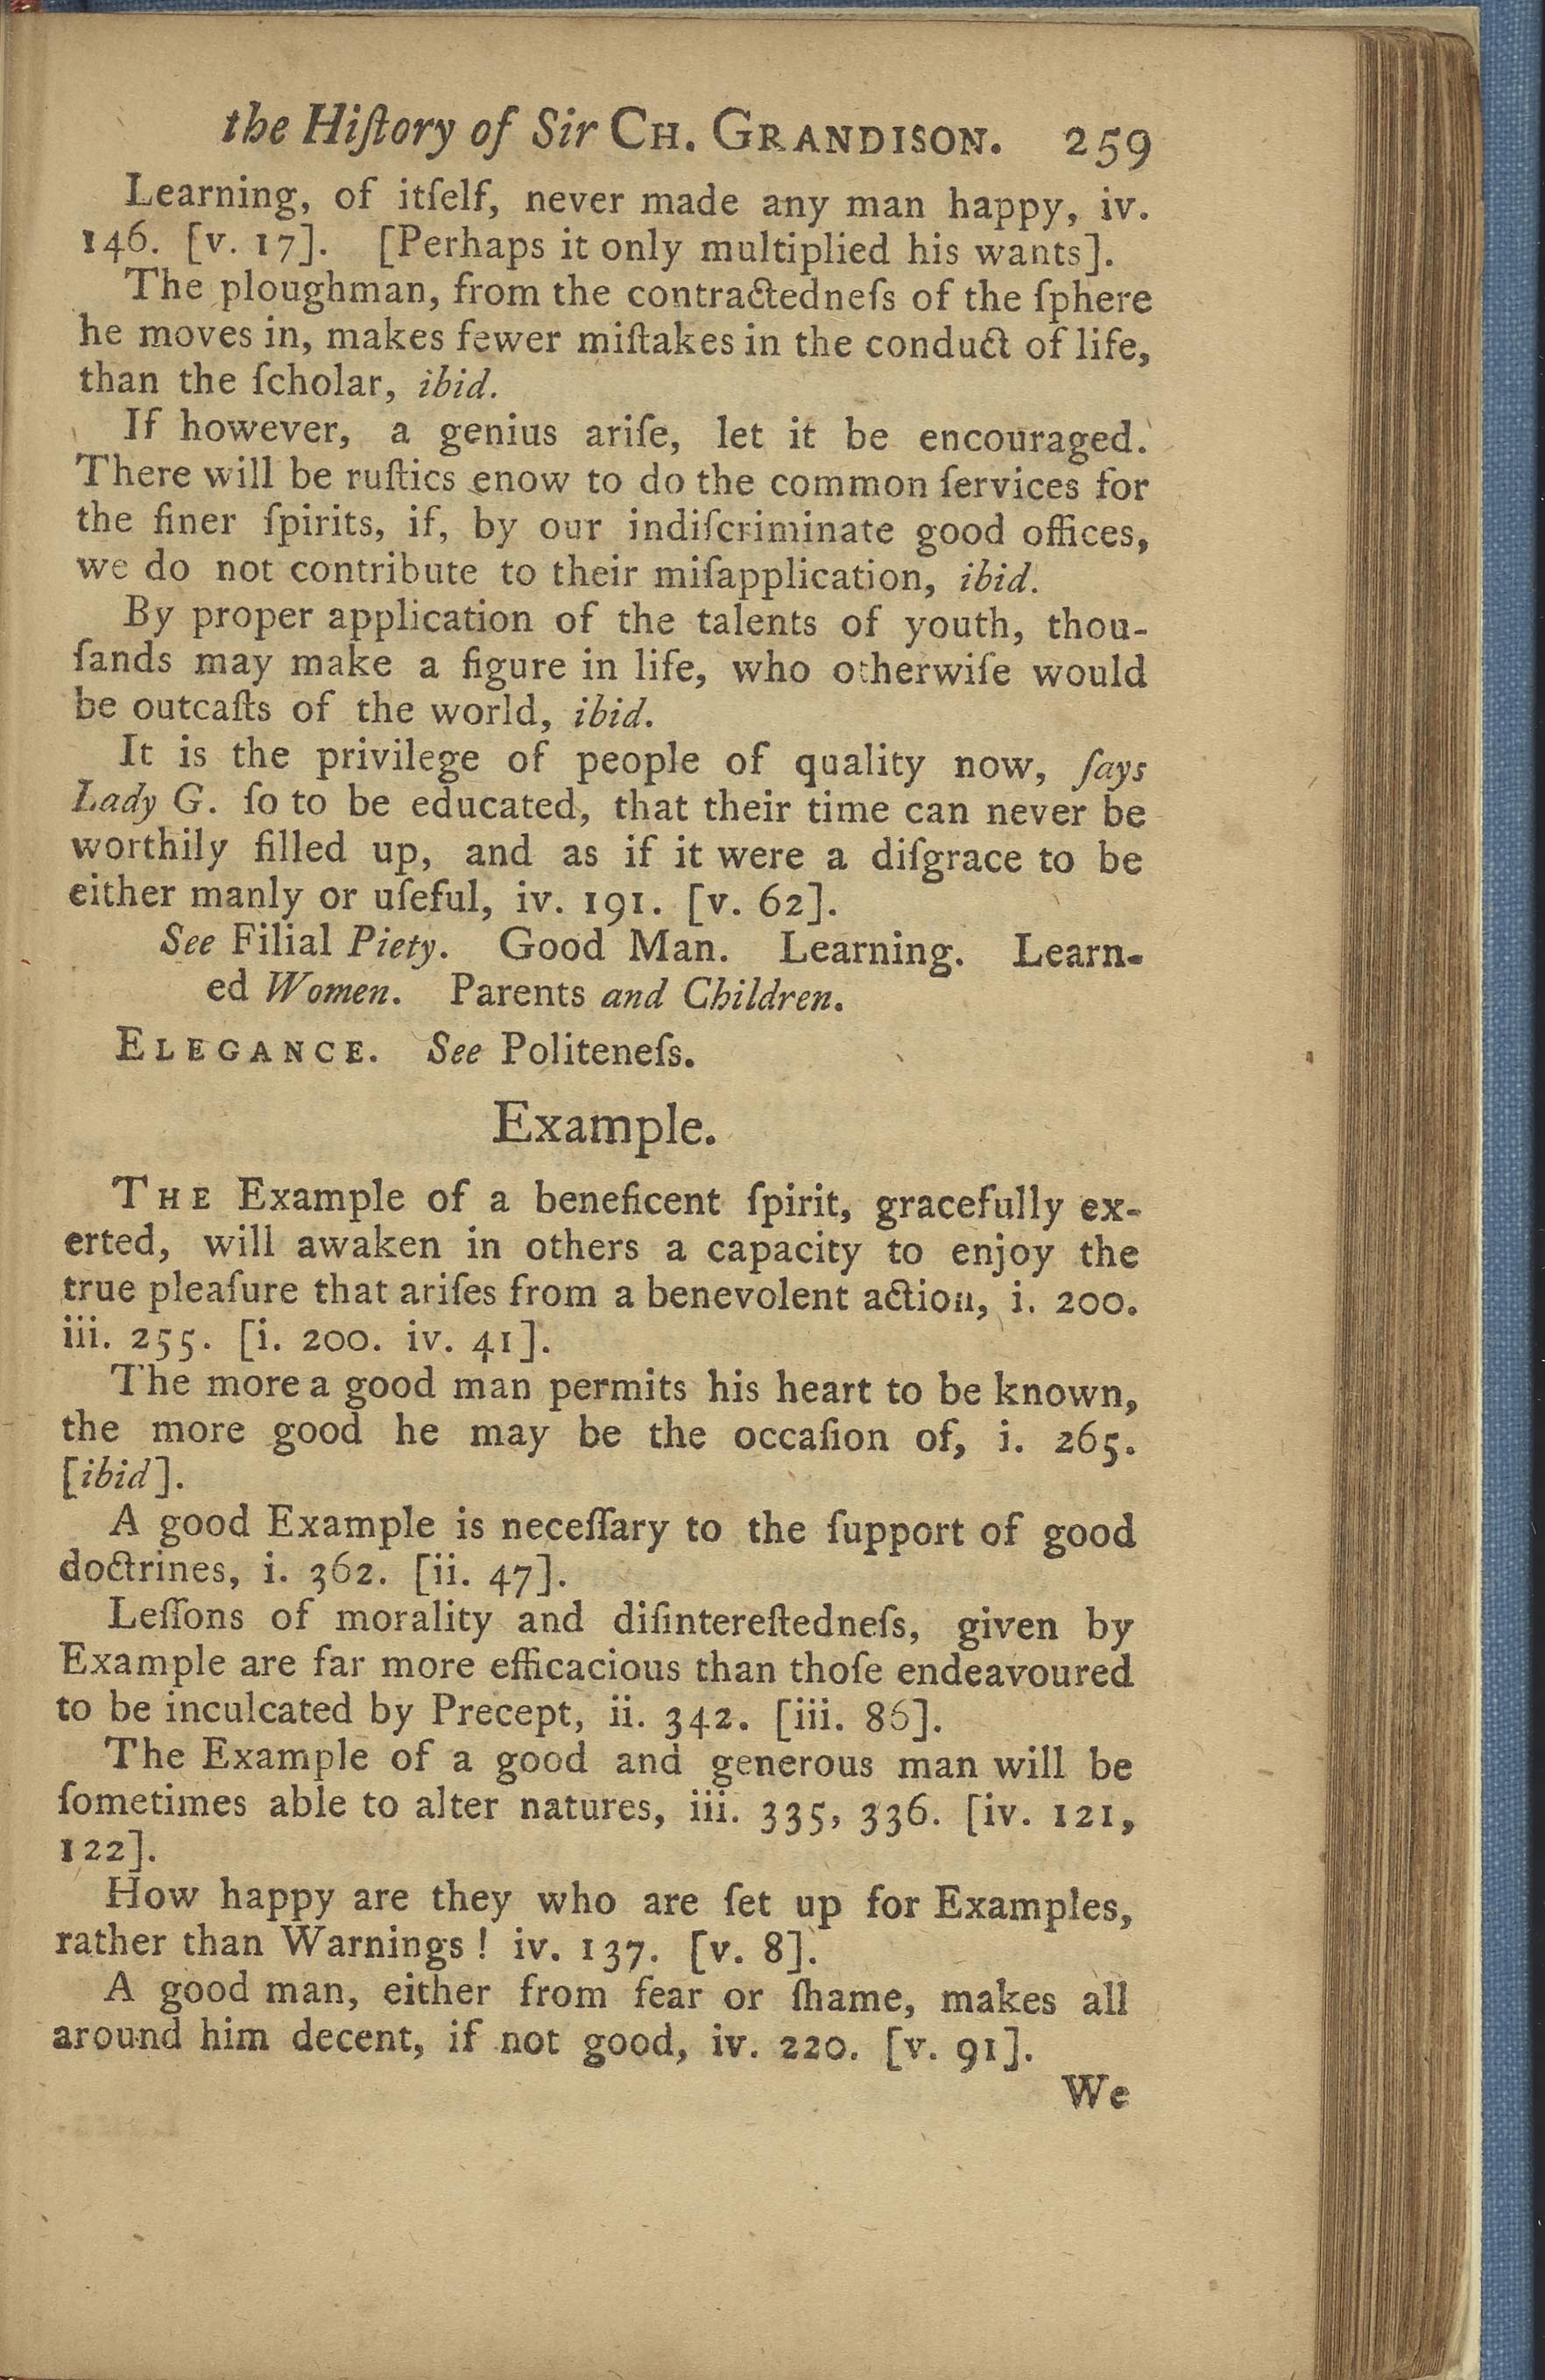 the Hiſtory of Sir CH. GRANDISON. 259
Learning, of itſelf, never made any man happy, iv.
146. [v. 17]. [Perhaps it only multiplied his wants].
The ploughman, from the contractedneſs of the ſphere
he moves in, makes fewer miſtakes in the conduct of life,
than the ſcholar, ibid.
If however, a genius ariſe, let it be encouraged.
There will be ruſtics enow to do the common ſervices for
the finer ſpirits, if, by our indiſcriminate good offices,
we do not contribute to their miſapplication, ibid.
By proper application of the talents of youth, thou-
ſands may make a figure in life, who otherwiſe would
be outcaſts of the world, ibid.
It is the privilege of people of quality now, ſays
Lady G. ſo to be educated, that their time can never be
worthily filled up, and as if it were a diſgrace to be
either manly or uſeful, iv. 191. [v. 62].
See Filial Piety. Good Man. Learning. Learn-
ed Women. Parents and Children.
ELEGANCE. See Politeneſs.
Example.
THE Example of a beneficent ſpirit, gracefully ex-
erted, will awaken in others a capacity to enjoy the
true pleaſure that ariſes from a benevolent action, i. 200.
iii. 255. [i. 200. iv. 41].
The more a good man permits his heart to be known,
the more good he may be the occaſion of, i. 265.
[ibid].
A good Example is neceſſary to the ſupport of good
doctrines, i. 362. [ii. 47].
Leſſons of morality and diſintereſtedneſs, given by
Example are far more efficacious than thoſe endeavoured
to be inculcated by Precept, ii. 342. [iii. 86].
The Example of a good and generous man will be
ſometimes able to alter natures, iii. 335, 336. [iv. 121,
122].
How happy are they who are ſet up for Examples,
rather than Warnings! iv. 137. [v. 8].
A good man, either from fear or ſhame, makes all
around him decent, if not good, iv. 220. [v. 91].
We